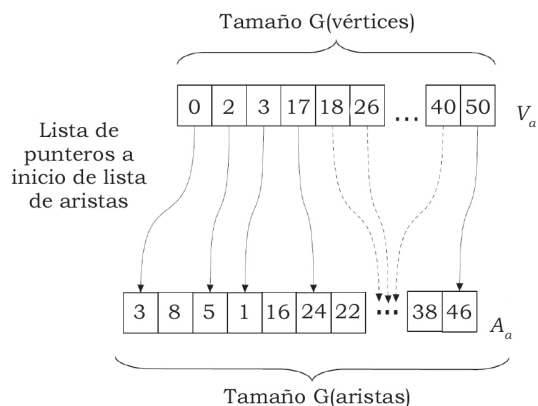 Tamaño G(vértices)
0 2 3 17 18 26 ... 40 50 Va
Lista de
punteros a
inicio de lista
de aristas
3 8 5 1 16 24 22 ... 38 46 Aa
Tamaño G(aristas)